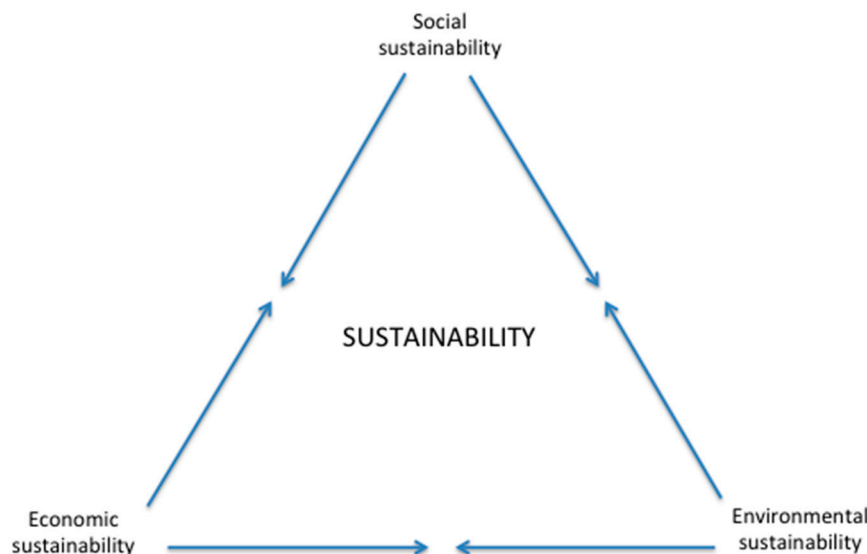 Social
sustainability
SUSTAINABILITY
Economic
sustainability
Environmental
sustainability